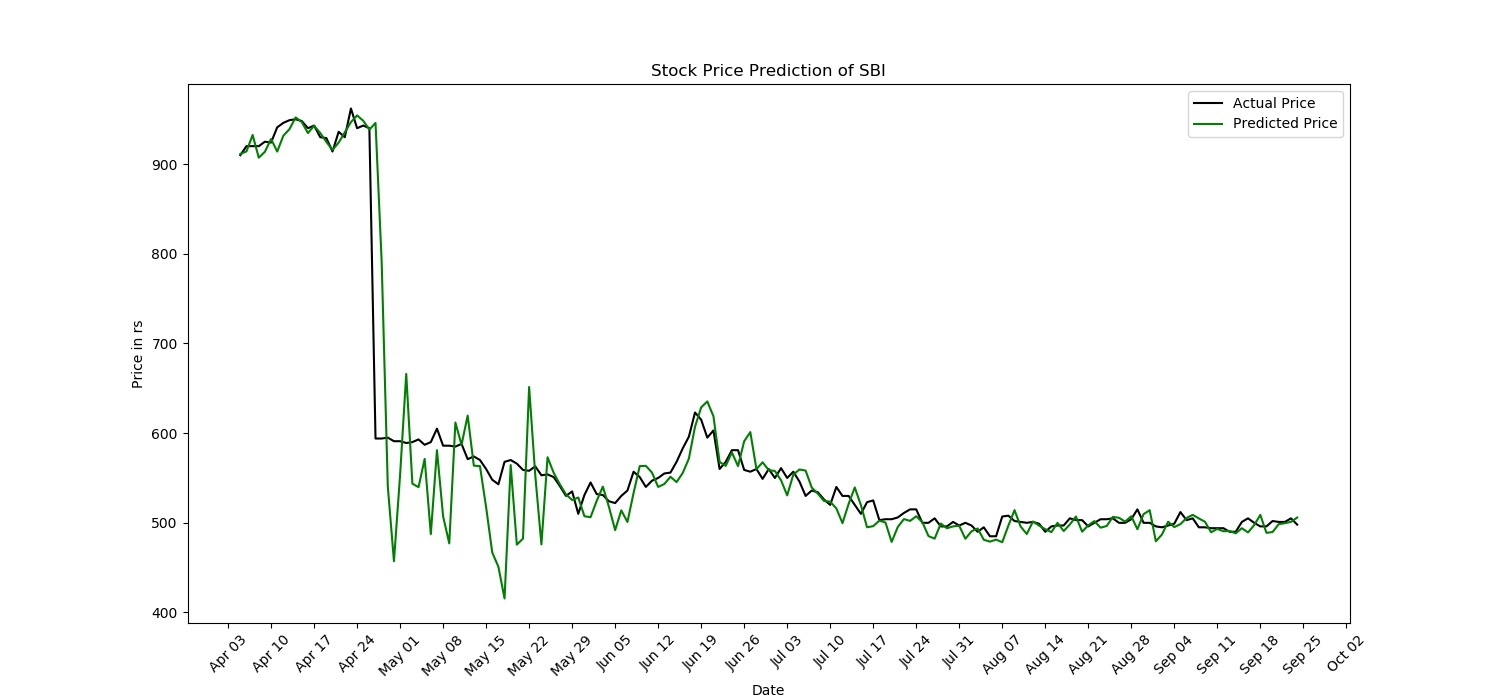 Stock Price Prediction of SBI
Actual Price
Predicted Price
Price in rs
900
800
700
600
500
400
Apr 03
Apr 10
Apr 17
Apr 24
May 01
May 08
May 15
May 22
May 29
Jun 05
Jun 12
Jun 19
Jun 26
Jul 03
Jul 10
Jul 17
Jul 24
Jul 31
Aug 07
Aug 14
Aug 21
Aug 28
Sep 04
Sep 11
Sep 18
Sep 25
Oct 02
Date